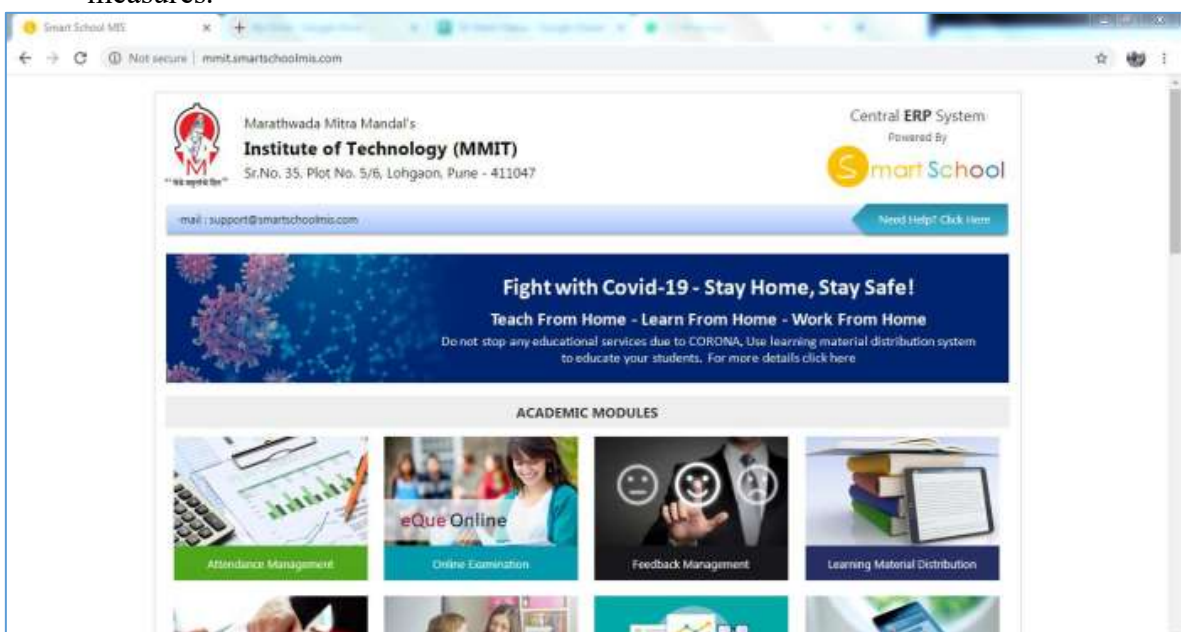 measures.
Smart School MIS
Not secure | mmit.smartschoolmis.com
Marathwada Mitra Mandal's
Institute of Technology (MMIT)
Sr.No. 35, Plot No. 5/6, Lohgaon, Pune - 411047
Central ERP System
Powered By
Smart School
mail : support@smartschoolmis.com
Need Help? Click Here
Fight with Covid-19 - Stay Home, Stay Safe!
Teach From Home - Learn From Home - Work From Home
Do not stop any educational services due to CORONA, Use learning material distribution system
to educate your students. For more details click here
ACADEMIC MODULES
eQue Online
Attendance Management
Online Examination
Feedback Management
Learning Material Distribution